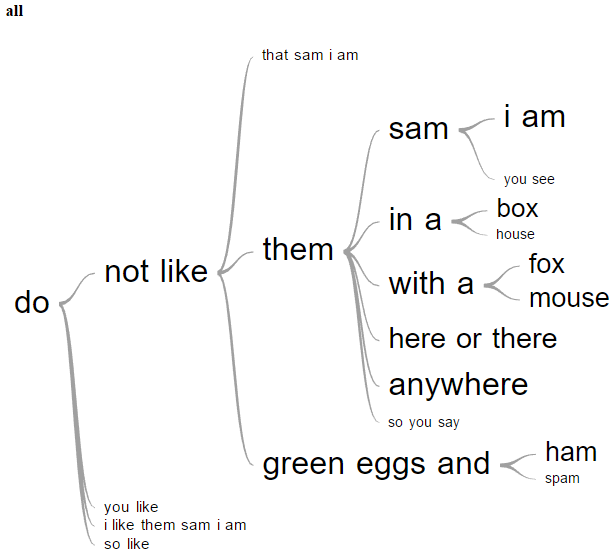 all
that sam i am
sam
i am
you see
them
in a
box
house
not like
with a
fox
mouse
do
here or there
anywhere
so you say
green eggs and
ham
spam
you like
i like them sam i am
so like